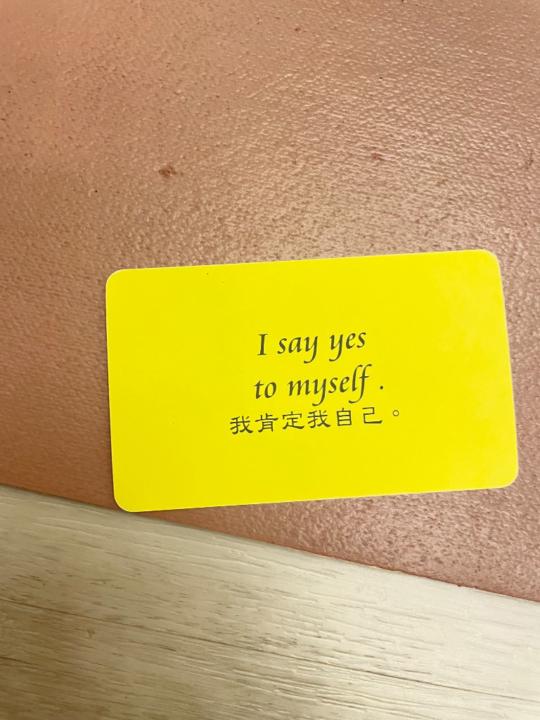 I say yes
to myself .
我肯定我自己。